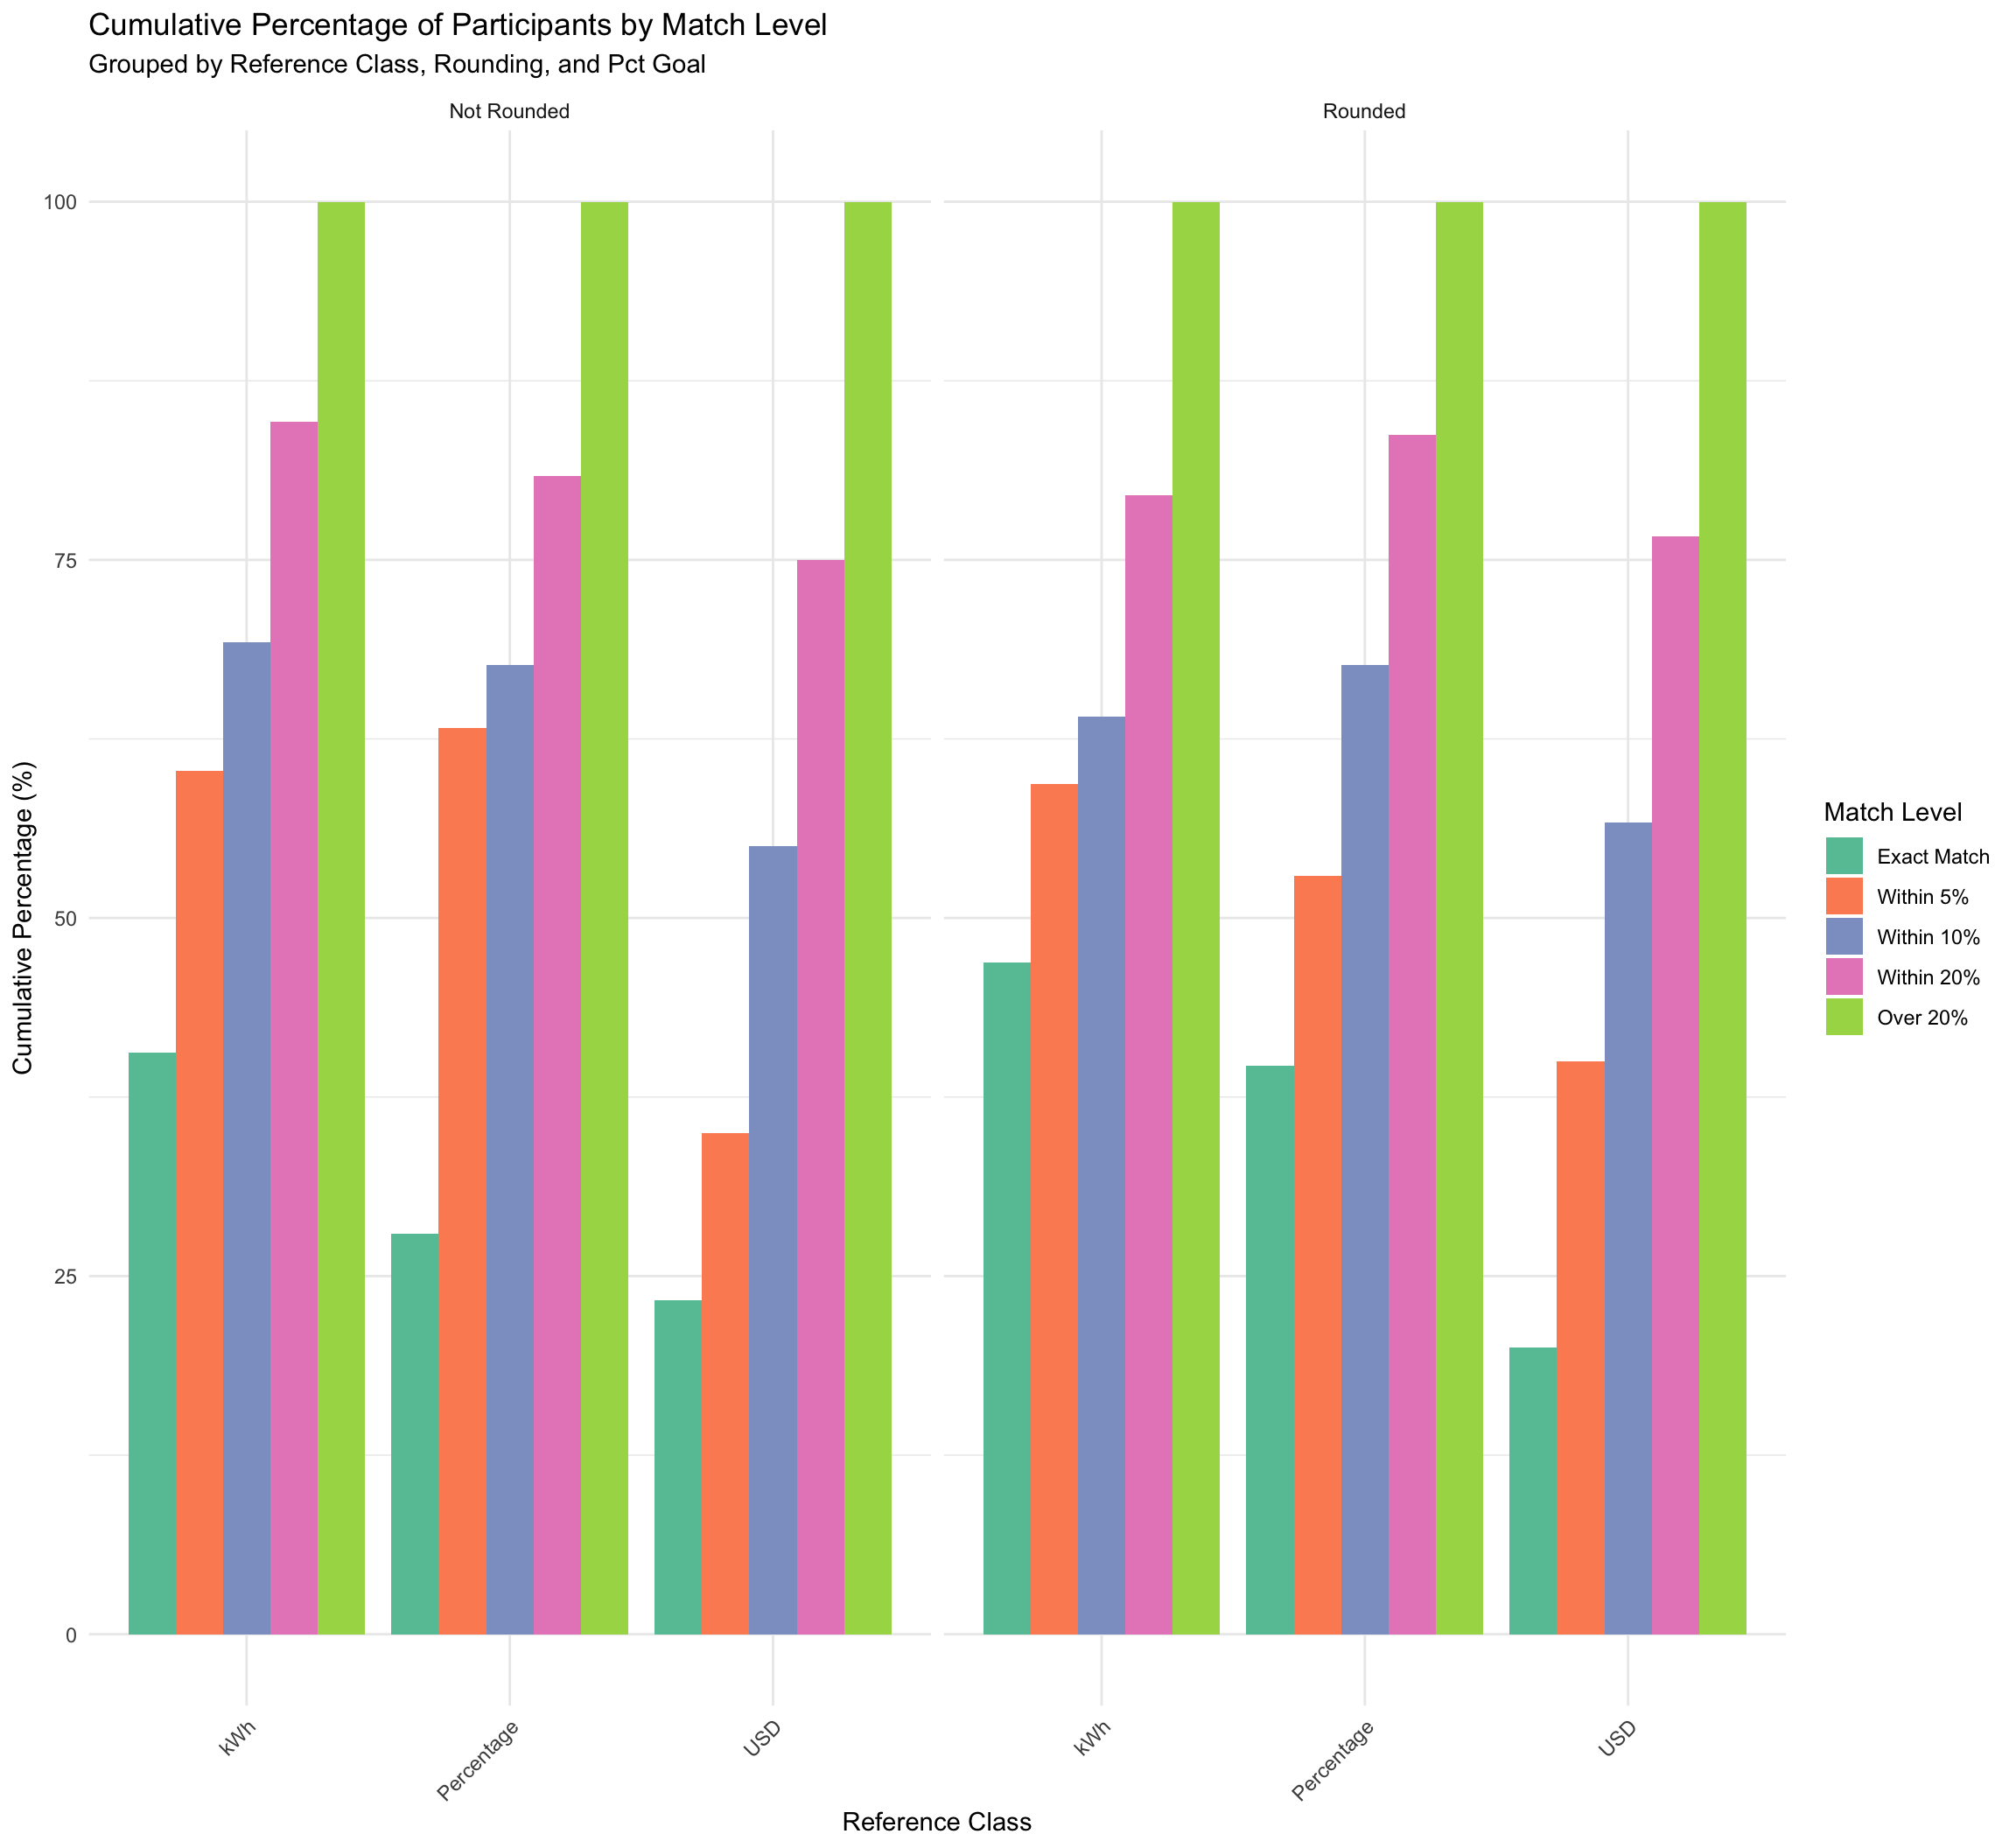 Cumulative Percentage of Participants by Match Level
Grouped by Reference Class, Rounding, and Pct Goal
Not Rounded
Rounded
100
75
50
25
0
Cumulative Percentage (%)
kWh
Percentage
USD
kWh
Percentage
USD
Reference Class
Match Level
Exact Match
Within 5%
Within 10%
Within 20%
Over 20%